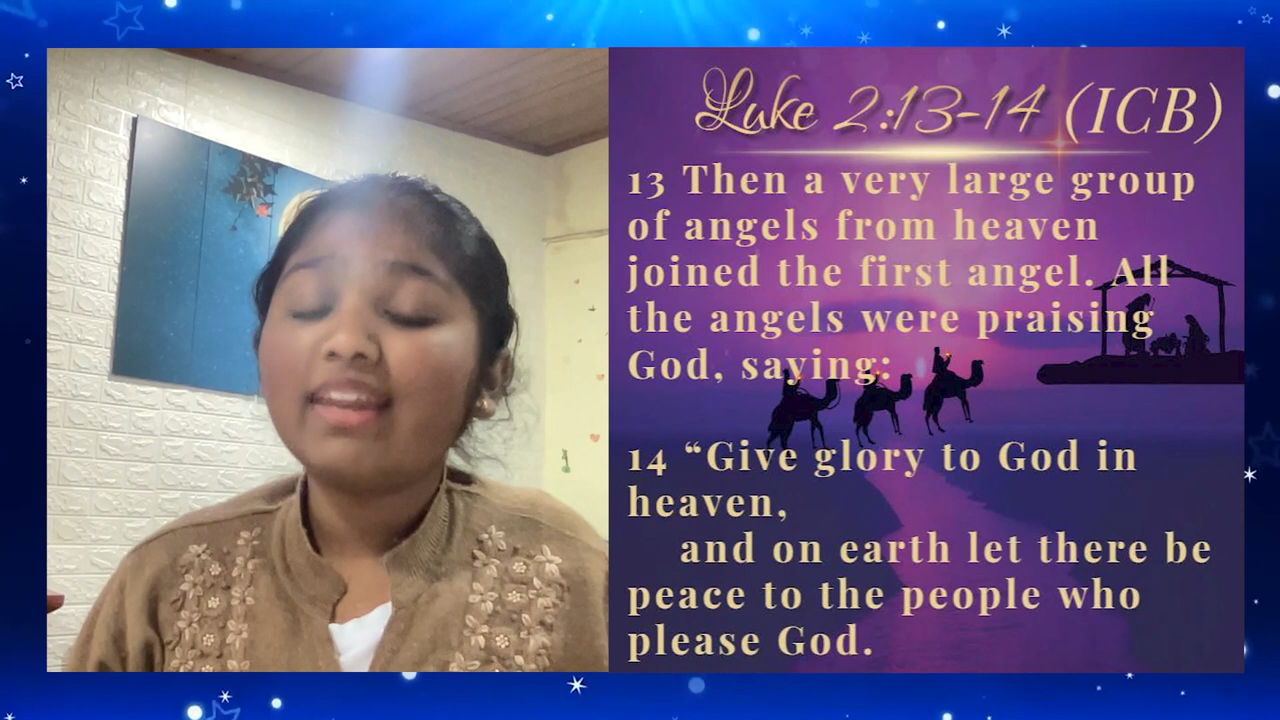 Luke 2:13-14 (ICB)
13 Then a very large group
of angels from heaven
joined the first angel. All
the angels were praising
God, saying:
14 “Give glory to God in
heaven,
and on earth let there be
peace to the people who
please God.